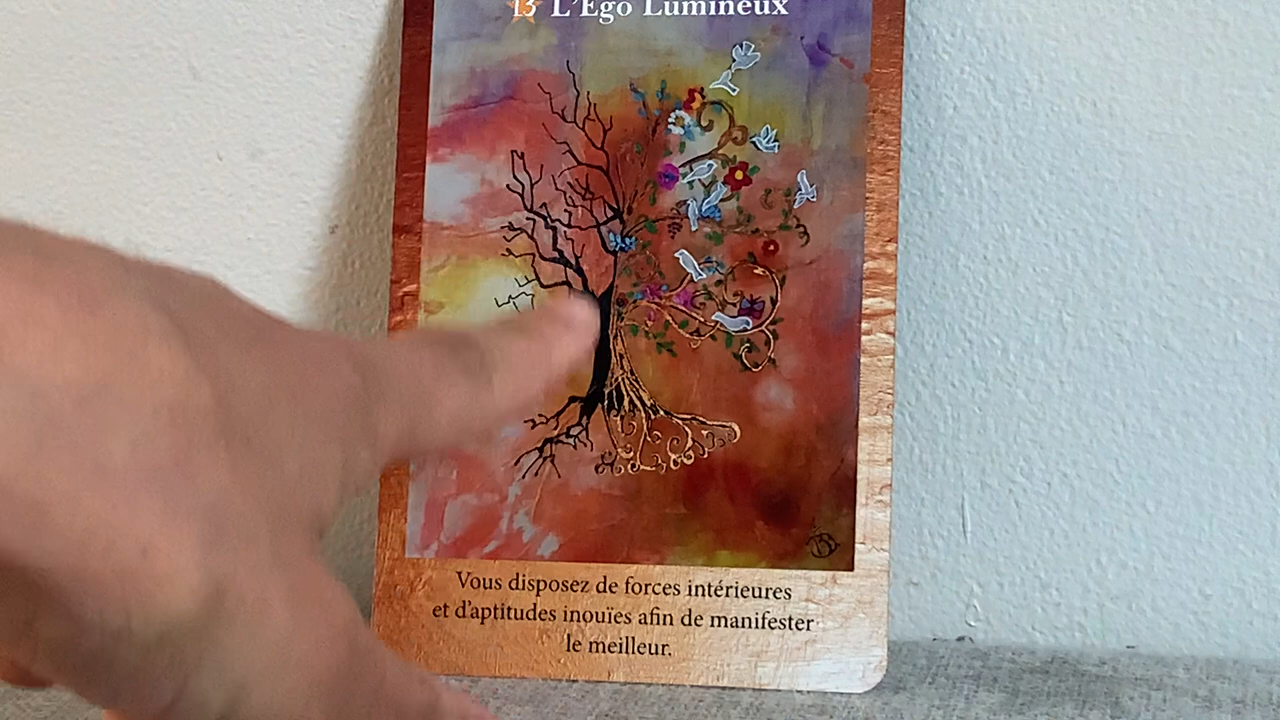 13 L'Ego Lumineux
Vous disposez de forces intérieures
et d'aptitudes inouïes afin de manifester
le meilleur.